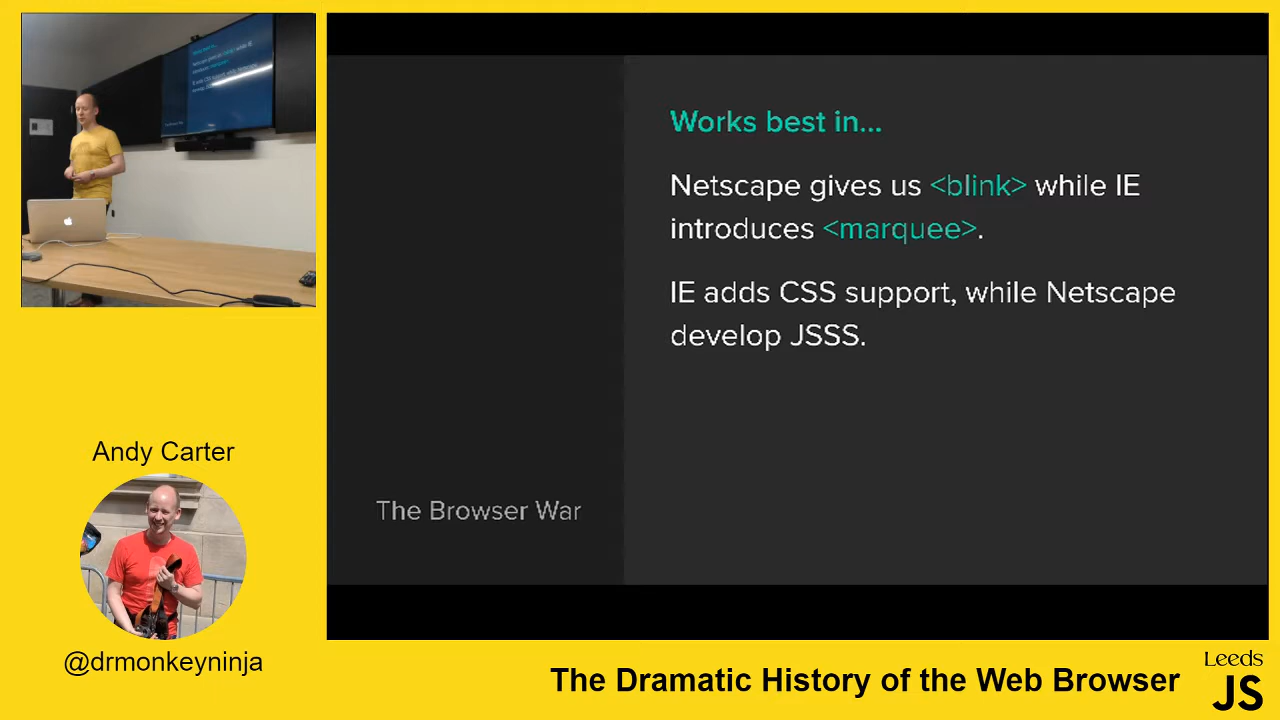 Works best in...
Netscape gives us <blink> while IE
introduces <marquee>.
IE adds CSS support, while Netscape
develop JSSS.
The Browser War
Andy Carter
@drmonkeyninja
The Dramatic History of the Web Browser
Leeds
JS